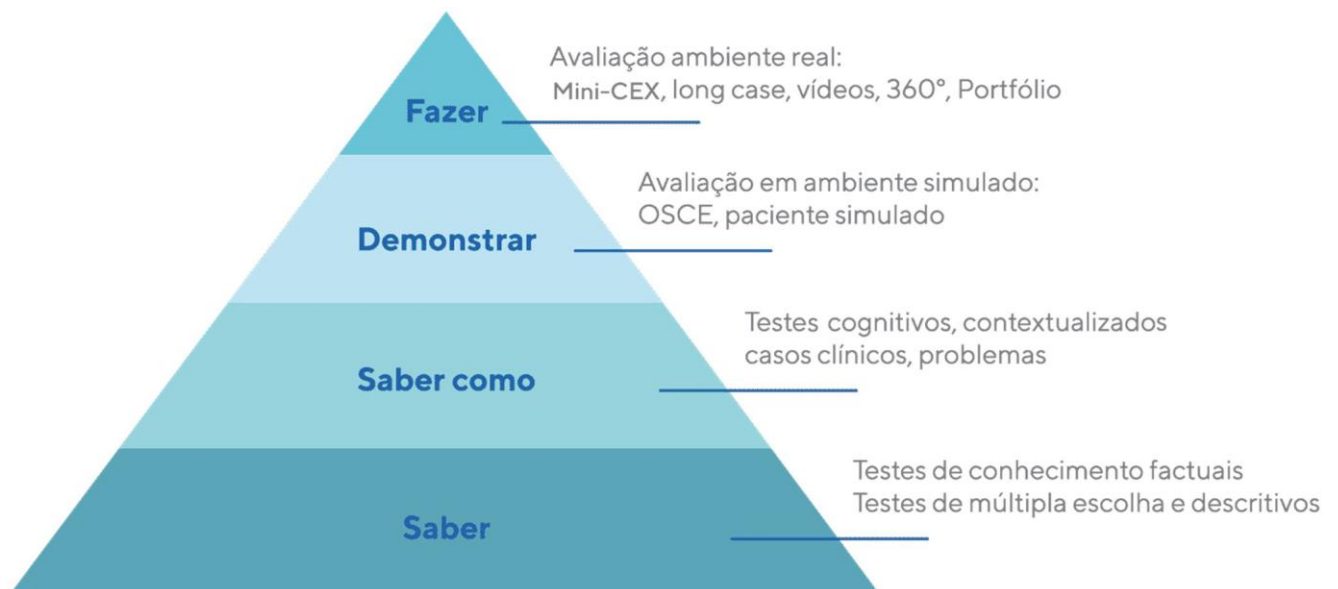 Avaliação ambiente real:
Mini-CEX, long case, vídeos, 360°, Portfólio
Fazer
Avaliação em ambiente simulado:
OSCE, paciente simulado
Demonstrar
Testes cognitivos, contextualizados
casos clínicos, problemas
Saber como
Testes de conhecimento factuais
Testes de múltipla escolha e descritivos
Saber